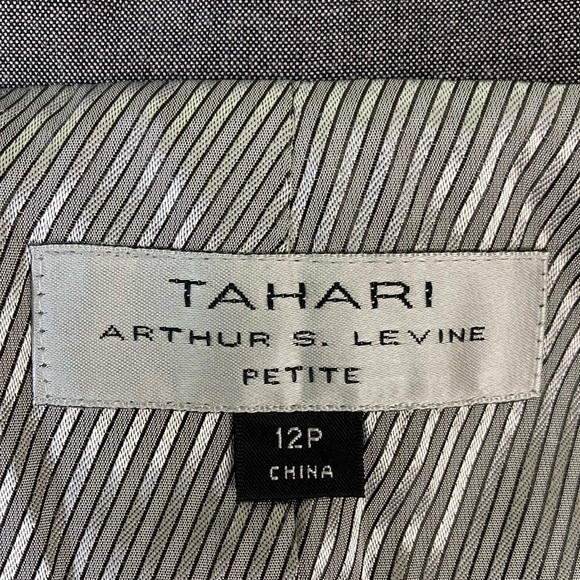 TAHARI
ARTHUR S. LEVINE
PETITE
12P
CHINA